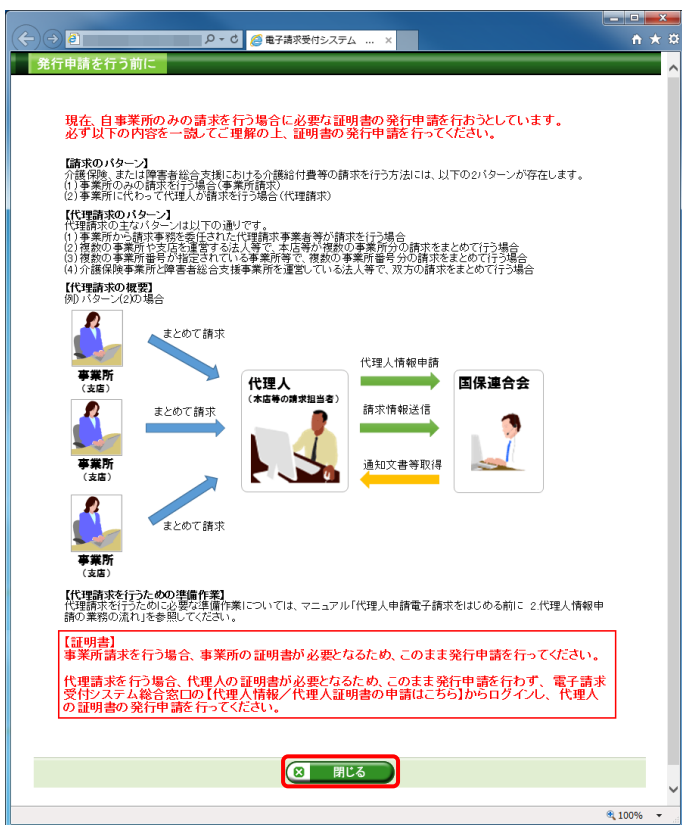 電子請求受付システム ... ×
発行申請を行う前に
現在、自事業所のみの請求を行う場合に必要な証明書の発行申請を行おうとしています。
必ず以下の内容を一読してご理解の上、証明書の発行申請を行ってください。
【請求のパターン】
介護保険、または障害者総合支援における介護給付費等の請求を行う方法には、以下の2パターンが存在します。
(1)事業所のみの請求を行う場合(事業所請求)
(2)事業所に代わって代理人が請求を行う場合(代理請求)
【代理請求のパターン】
代理請求の主なパターンは以下の通りです。
(1)事業所から請求事務を委任された代理請求事業者等が請求を行う場合
(2)複数の事業所や支店を運営する法人等で、本店等が複数の事業所分の請求をまとめて行う場合
(3)複数の事業所番号が指定されている事業所等で、複数の事業所番号分の請求をまとめて行う場合
(4)介護保険事業所と障害者総合支援事業所を運営している法人等で、双方の請求をまとめて行う場合
【代理請求の概要】
例)パターン(2)の場合
まとめて請求
事業所
(支店)
まとめて請求
事業所
(支店)
まとめて請求
事業所
(支店)
代理人
(本店等の請求担当者)
代理人情報申請
請求情報送信
通知文書等取得
国保連合会
【代理請求を行うための準備作業】
代理請求を行うために必要な準備作業については、マニュアル「代理人申請電子請求をはじめる前に 2.代理人情報申
請の業務の流れ」を参照してください。
【証明書】
事業所請求を行う場合、事業所の証明書が必要となるため、このまま発行申請を行ってください。
代理請求を行う場合、代理人の証明書が必要となるため、このまま発行申請を行わず、電子請求
受付システム総合窓口の【代理人情報／代理人証明書の申請はこちら】からログインし、代理人
の証明書の発行申請を行ってください。
閉じる
100%